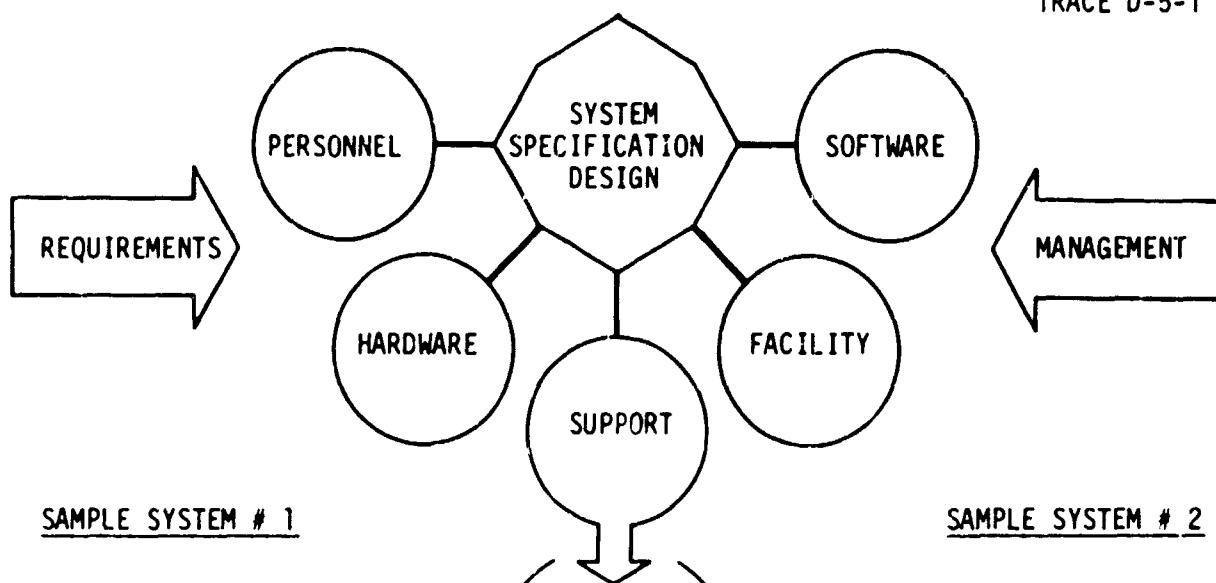 TRACE D-5-1
SYSTEM
SPECIFICATION
DESIGN
PERSONNEL
SOFTWARE
REQUIREMENTS
MANAGEMENT
HARDWARE
FACILITY
SUPPORT
SAMPLE SYSTEM # 1
SAMPLE SYSTEM # 2